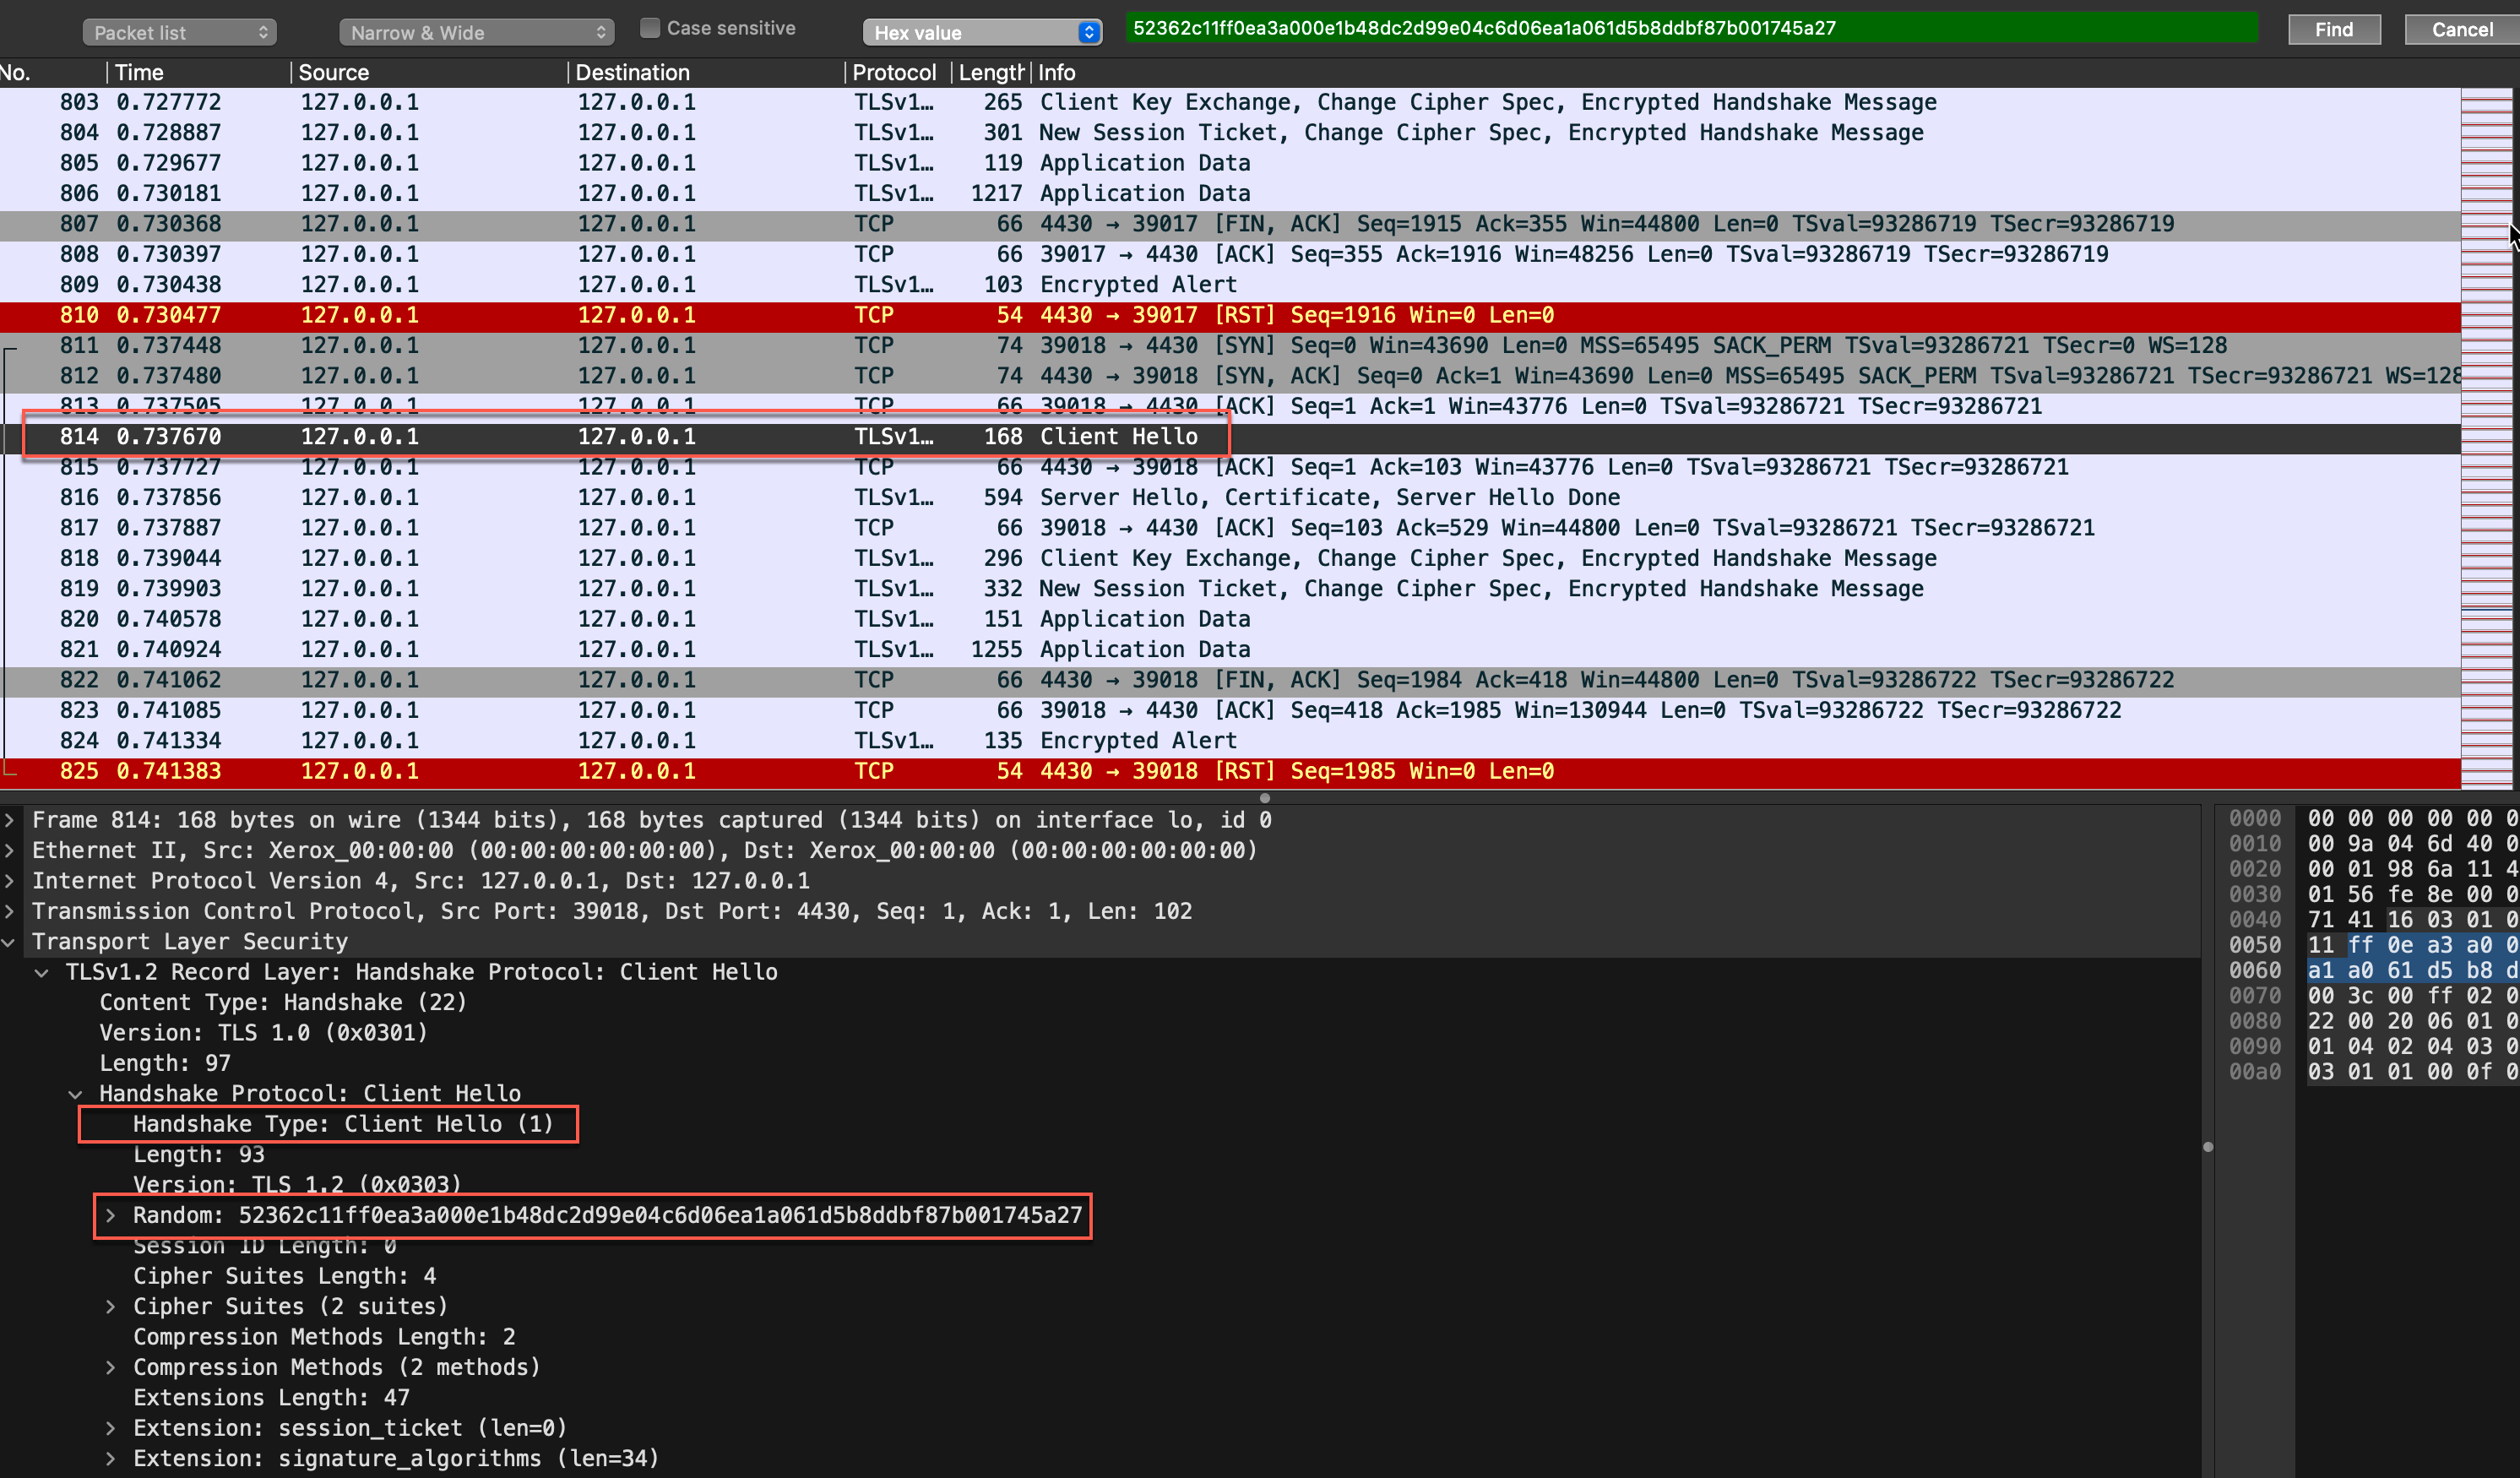 Packet list Narrow & Wide Case sensitive Hex value 52362c11ff0ea3a000e1b48dc2d99e04c6d06ea1a061d5b8ddbf87b001745a27 Find Cancel
No. Time Source Destination Protocol Length Info
803 0.727772 127.0.0.1 127.0.0.1 TLSv1… 265 Client Key Exchange, Change Cipher Spec, Encrypted Handshake Message
804 0.728887 127.0.0.1 127.0.0.1 TLSv1… 301 New Session Ticket, Change Cipher Spec, Encrypted Handshake Message
805 0.729677 127.0.0.1 127.0.0.1 TLSv1… 119 Application Data
806 0.730181 127.0.0.1 127.0.0.1 TLSv1… 1217 Application Data
807 0.730368 127.0.0.1 127.0.0.1 TCP 66 4430 → 39017 [FIN, ACK] Seq=1915 Ack=355 Win=44800 Len=0 TSval=93286719 TSecr=93286719
808 0.730397 127.0.0.1 127.0.0.1 TCP 66 39017 → 4430 [ACK] Seq=355 Ack=1916 Win=48256 Len=0 TSval=93286719 TSecr=93286719
809 0.730438 127.0.0.1 127.0.0.1 TLSv1… 103 Encrypted Alert
810 0.730477 127.0.0.1 127.0.0.1 TCP 54 4430 → 39017 [RST] Seq=1916 Win=0 Len=0
811 0.737448 127.0.0.1 127.0.0.1 TCP 74 39018 → 4430 [SYN] Seq=0 Win=43690 Len=0 MSS=65495 SACK_PERM TSval=93286721 TSecr=0 WS=128
812 0.737480 127.0.0.1 127.0.0.1 TCP 74 4430 → 39018 [SYN, ACK] Seq=0 Ack=1 Win=43690 Len=0 MSS=65495 SACK_PERM TSval=93286721 TSecr=93286721 WS=128
813 0.737505 127.0.0.1 127.0.0.1 TCP 66 39018 → 4430 [ACK] Seq=1 Ack=1 Win=43776 Len=0 TSval=93286721 TSecr=93286721
814 0.737670 127.0.0.1 127.0.0.1 TLSv1… 168 Client Hello
815 0.737727 127.0.0.1 127.0.0.1 TCP 66 4430 → 39018 [ACK] Seq=1 Ack=103 Win=43776 Len=0 TSval=93286721 TSecr=93286721
816 0.737856 127.0.0.1 127.0.0.1 TLSv1… 594 Server Hello, Certificate, Server Hello Done
817 0.737887 127.0.0.1 127.0.0.1 TCP 66 39018 → 4430 [ACK] Seq=103 Ack=529 Win=44800 Len=0 TSval=93286721 TSecr=93286721
818 0.739044 127.0.0.1 127.0.0.1 TLSv1… 296 Client Key Exchange, Change Cipher Spec, Encrypted Handshake Message
819 0.739903 127.0.0.1 127.0.0.1 TLSv1… 332 New Session Ticket, Change Cipher Spec, Encrypted Handshake Message
820 0.740578 127.0.0.1 127.0.0.1 TLSv1… 151 Application Data
821 0.740924 127.0.0.1 127.0.0.1 TLSv1… 1255 Application Data
822 0.741062 127.0.0.1 127.0.0.1 TCP 66 4430 → 39018 [FIN, ACK] Seq=1984 Ack=418 Win=44800 Len=0 TSval=93286722 TSecr=93286722
823 0.741085 127.0.0.1 127.0.0.1 TCP 66 39018 → 4430 [ACK] Seq=418 Ack=1985 Win=130944 Len=0 TSval=93286722 TSecr=93286722
824 0.741334 127.0.0.1 127.0.0.1 TLSv1… 135 Encrypted Alert
825 0.741383 127.0.0.1 127.0.0.1 TCP 54 4430 → 39018 [RST] Seq=1985 Win=0 Len=0
Frame 814: 168 bytes on wire (1344 bits), 168 bytes captured (1344 bits) on interface lo, id 0
Ethernet II, Src: Xerox_00:00:00 (00:00:00:00:00:00), Dst: Xerox_00:00:00 (00:00:00:00:00:00)
Internet Protocol Version 4, Src: 127.0.0.1, Dst: 127.0.0.1
Transmission Control Protocol, Src Port: 39018, Dst Port: 4430, Seq: 1, Ack: 1, Len: 102
Transport Layer Security
TLSv1.2 Record Layer: Handshake Protocol: Client Hello
Content Type: Handshake (22)
Version: TLS 1.0 (0x0301)
Length: 97
Handshake Protocol: Client Hello
Handshake Type: Client Hello (1)
Length: 93
Version: TLS 1.2 (0x0303)
Random: 52362c11ff0ea3a000e1b48dc2d99e04c6d06ea1a061d5b8ddbf87b001745a27
Session ID Length: 0
Cipher Suites Length: 4
Cipher Suites (2 suites)
Compression Methods Length: 2
Compression Methods (2 methods)
Extensions Length: 47
Extension: session_ticket (len=0)
Extension: signature_algorithms (len=34)
0000 00 00 00 00 00 0
0010 00 9a 04 6d 40 0
0020 00 01 98 6a 11 4
0030 01 56 fe 8e 00 0
0040 71 41 16 03 01 0
0050 11 ff 0e a3 a0 0
0060 a1 a0 61 d5 b8 d
0070 00 3c 00 ff 02 0
0080 22 00 20 06 01 0
0090 01 04 02 04 03 0
00a0 03 01 01 00 0f 0